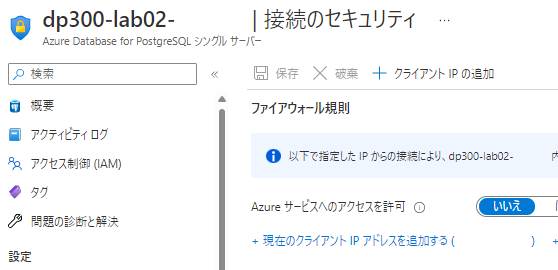 dp300-lab02- | 接続のセキュリティ ...
Azure Database for PostgreSQL シングル サーバー
検索
概要
アクティビティ ログ
アクセス制御 (IAM)
タグ
問題の診断と解決
設定
保存 破棄 クライアント IP の追加
ファイアウォール規則
以下で指定した IP からの接続により、dp300-lab02-
Azure サービスへのアクセスを許可 いいえ
+ 現在のクライアント IP アドレスを追加する ( ) +